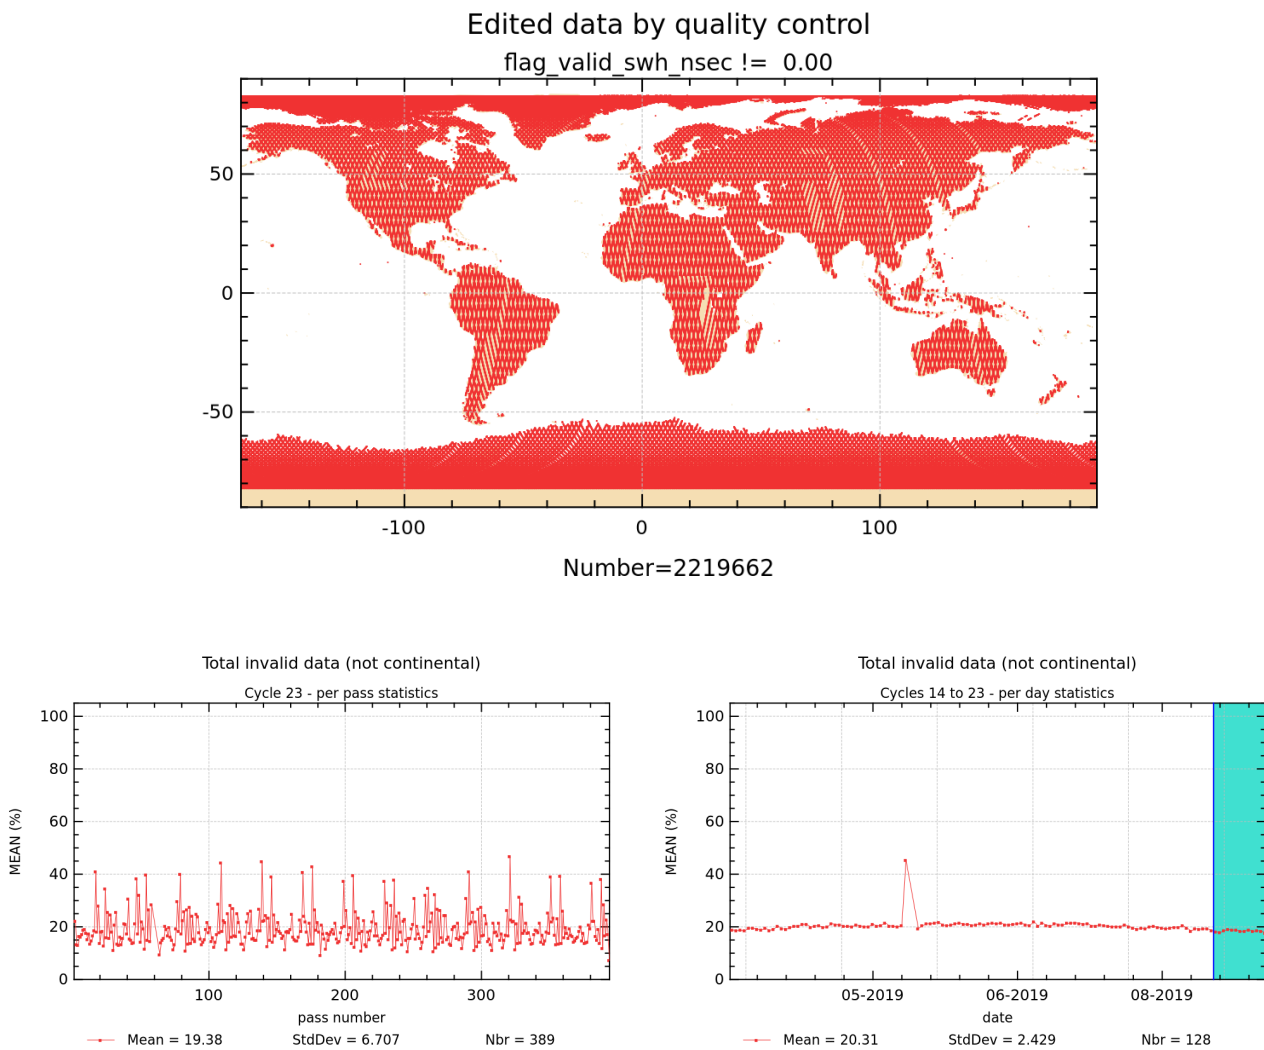 Edited data by quality control
flag_valid_swh_nsec !=  0.00
50
0
-50
-100 0 100
Number=2219662
Total invalid data (not continental)
Cycle 23 - per pass statistics
MEAN (%)
100
80
60
40
20
0
100 200 300
pass number
Mean = 19.38 StdDev = 6.707 Nbr = 389
Total invalid data (not continental)
Cycles 14 to 23 - per day statistics
MEAN (%)
100
80
60
40
20
0
05-2019 06-2019 08-2019
date
Mean = 20.31 StdDev = 2.429 Nbr = 128